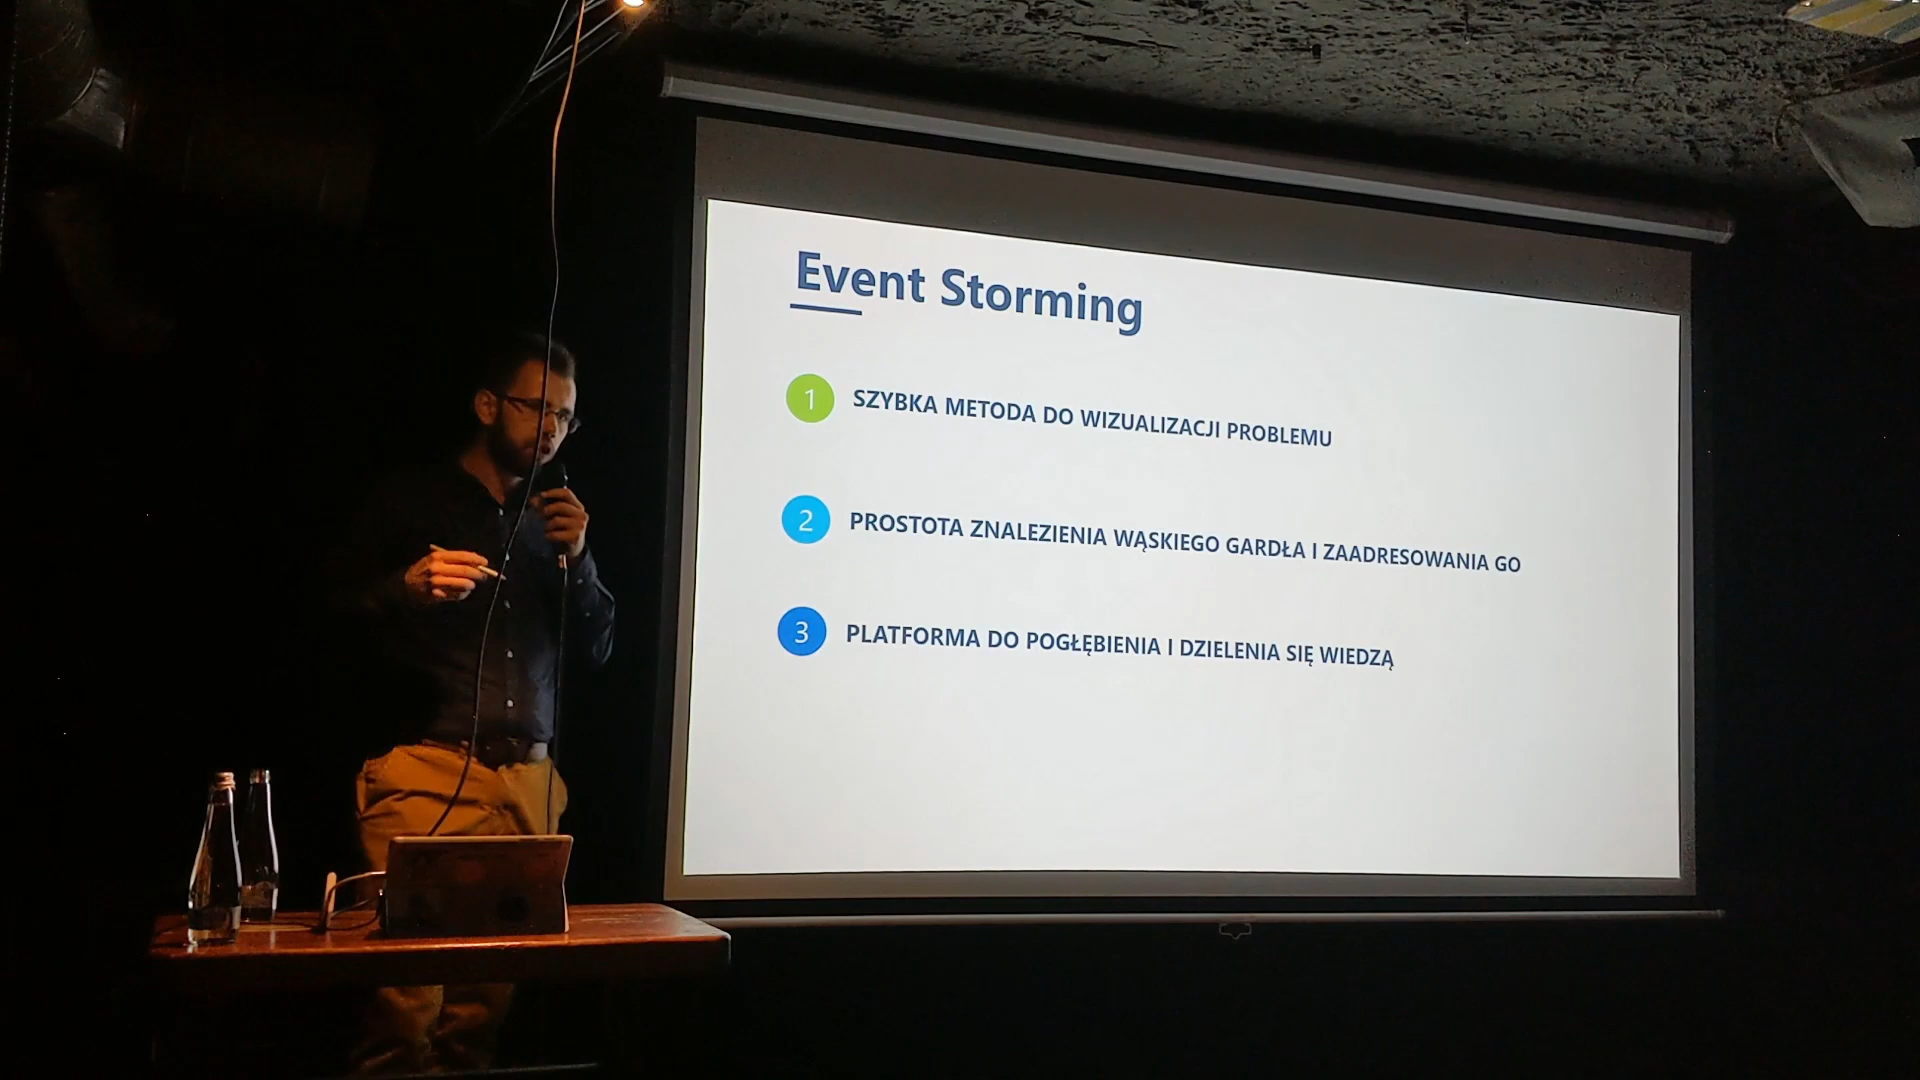 Event Storming
1 SZYBKA METODA DO WIZUALIZACJI PROBLEMU
2 PROSTOTA ZNALEZIENIA WĄSKIEGO GARDŁA I ZAADRESOWANIA GO
3 PLATFORMA DO POGŁĘBIENIA I DZIELENIA SIĘ WIEDZĄ